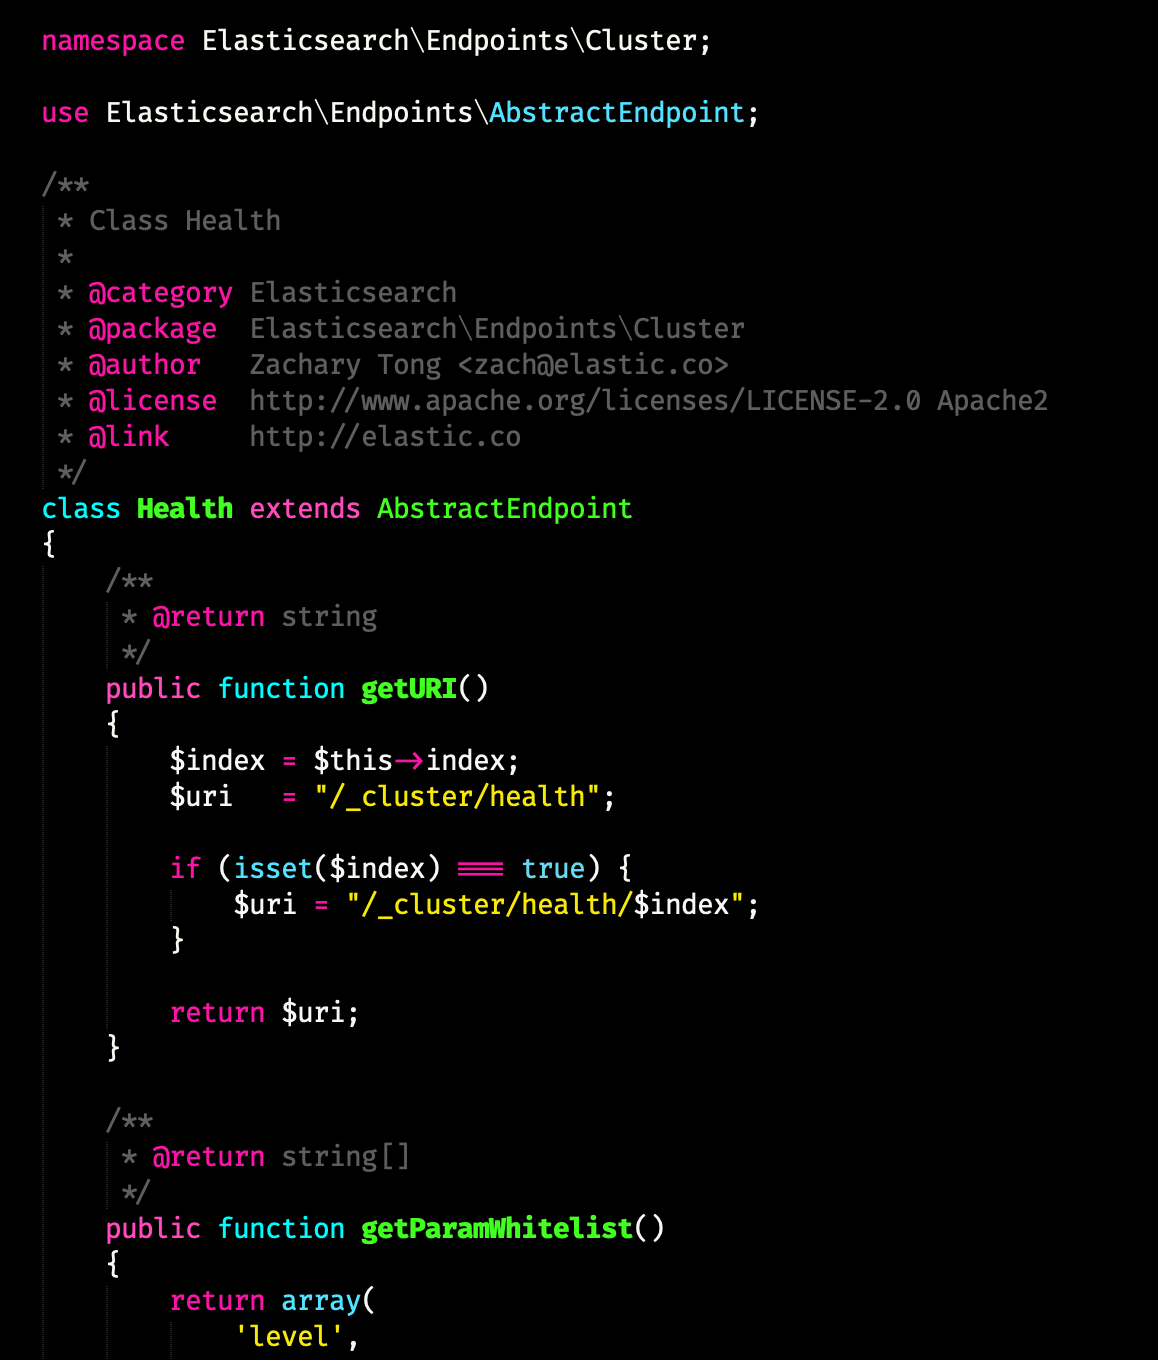 namespace Elasticsearch\Endpoints\Cluster;

use Elasticsearch\Endpoints\AbstractEndpoint;

/**
 * Class Health
 *
 * @category Elasticsearch
 * @package  Elasticsearch\Endpoints\Cluster
 * @author   Zachary Tong <zach@elastic.co>
 * @license  http://www.apache.org/licenses/LICENSE-2.0 Apache2
 * @link     http://elastic.co
 */
class Health extends AbstractEndpoint
{
    /**
     * @return string
     */
    public function getURI()
    {
        $index = $this->index;
        $uri   = "/_cluster/health";

        if (isset($index) === true) {
            $uri = "/_cluster/health/$index";
        }

        return $uri;
    }

    /**
     * @return string[]
     */
    public function getParamWhitelist()
    {
        return array(
            'level',